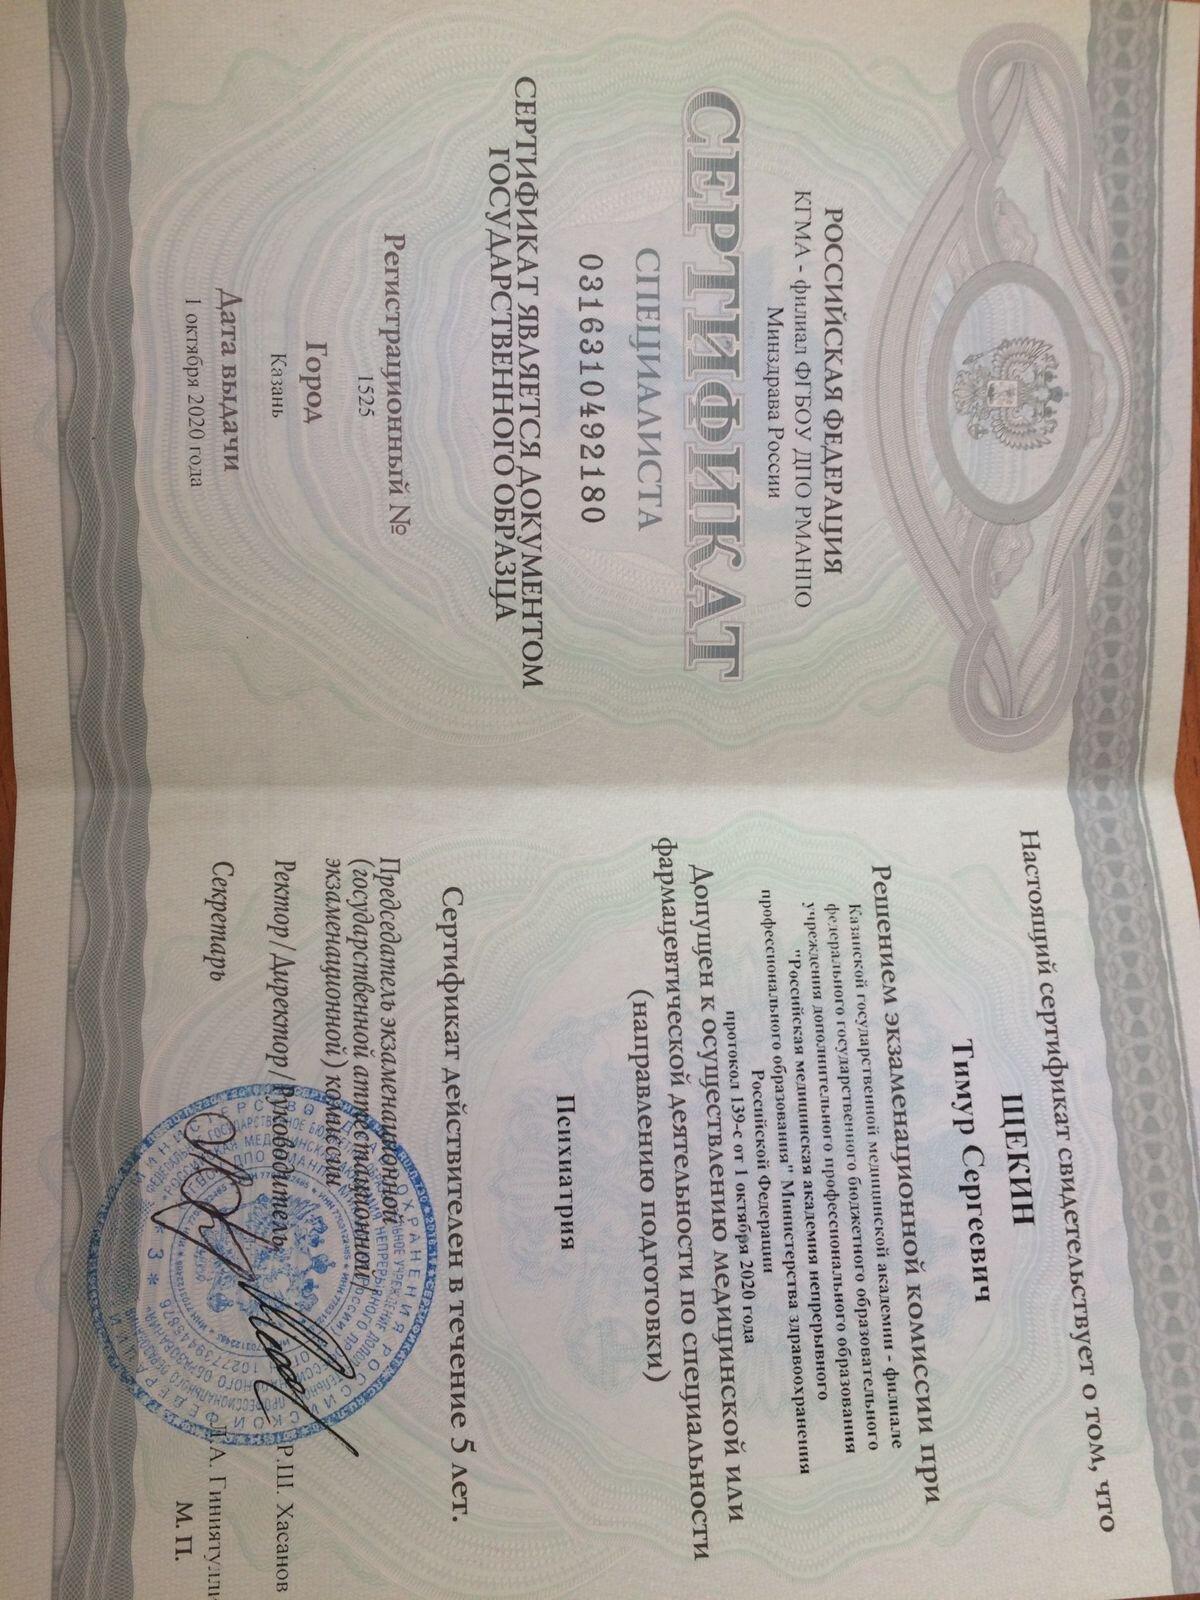 РОССИЙСКАЯ ФЕДЕРАЦИЯ
КГМА - филиал ФГБОУ ДПО РМАНПО
Минздрава России
СЕРТИФИКАТ
СПЕЦИАЛИСТА
0316310492180
СЕРТИФИКАТ ЯВЛЯЕТСЯ ДОКУМЕНТОМ
ГОСУДАРСТВЕННОГО ОБРАЗЦА
Регистрационный №
1525
Город
Казань
Дата выдачи
1 октября 2020 года
Настоящий сертификат свидетельствует о том, что
ЩЕКИН
Тимур Сергеевич
Решением экзаменационной комиссии при
Казанской государственной медицинской академии - филиале
федерального государственного бюджетного образовательного
учреждения дополнительного профессионального образования
"Российская медицинская академия непрерывного
профессионального образования" Министерства здравоохранения
Российской Федерации
протокол 139-с от 1 октября 2020 года
Допущен к осуществлению медицинской или
фармацевтической деятельности по специальности
(направлению подготовки)
Психиатрия
Сертификат действителен в течение 5 лет.
Председатель экзаменационной
(государственной аттестационной/
экзаменационной) комиссии
Ректор/Директор/Руководитель
Р.Ш. Хасанов
Секретарь
М. П.